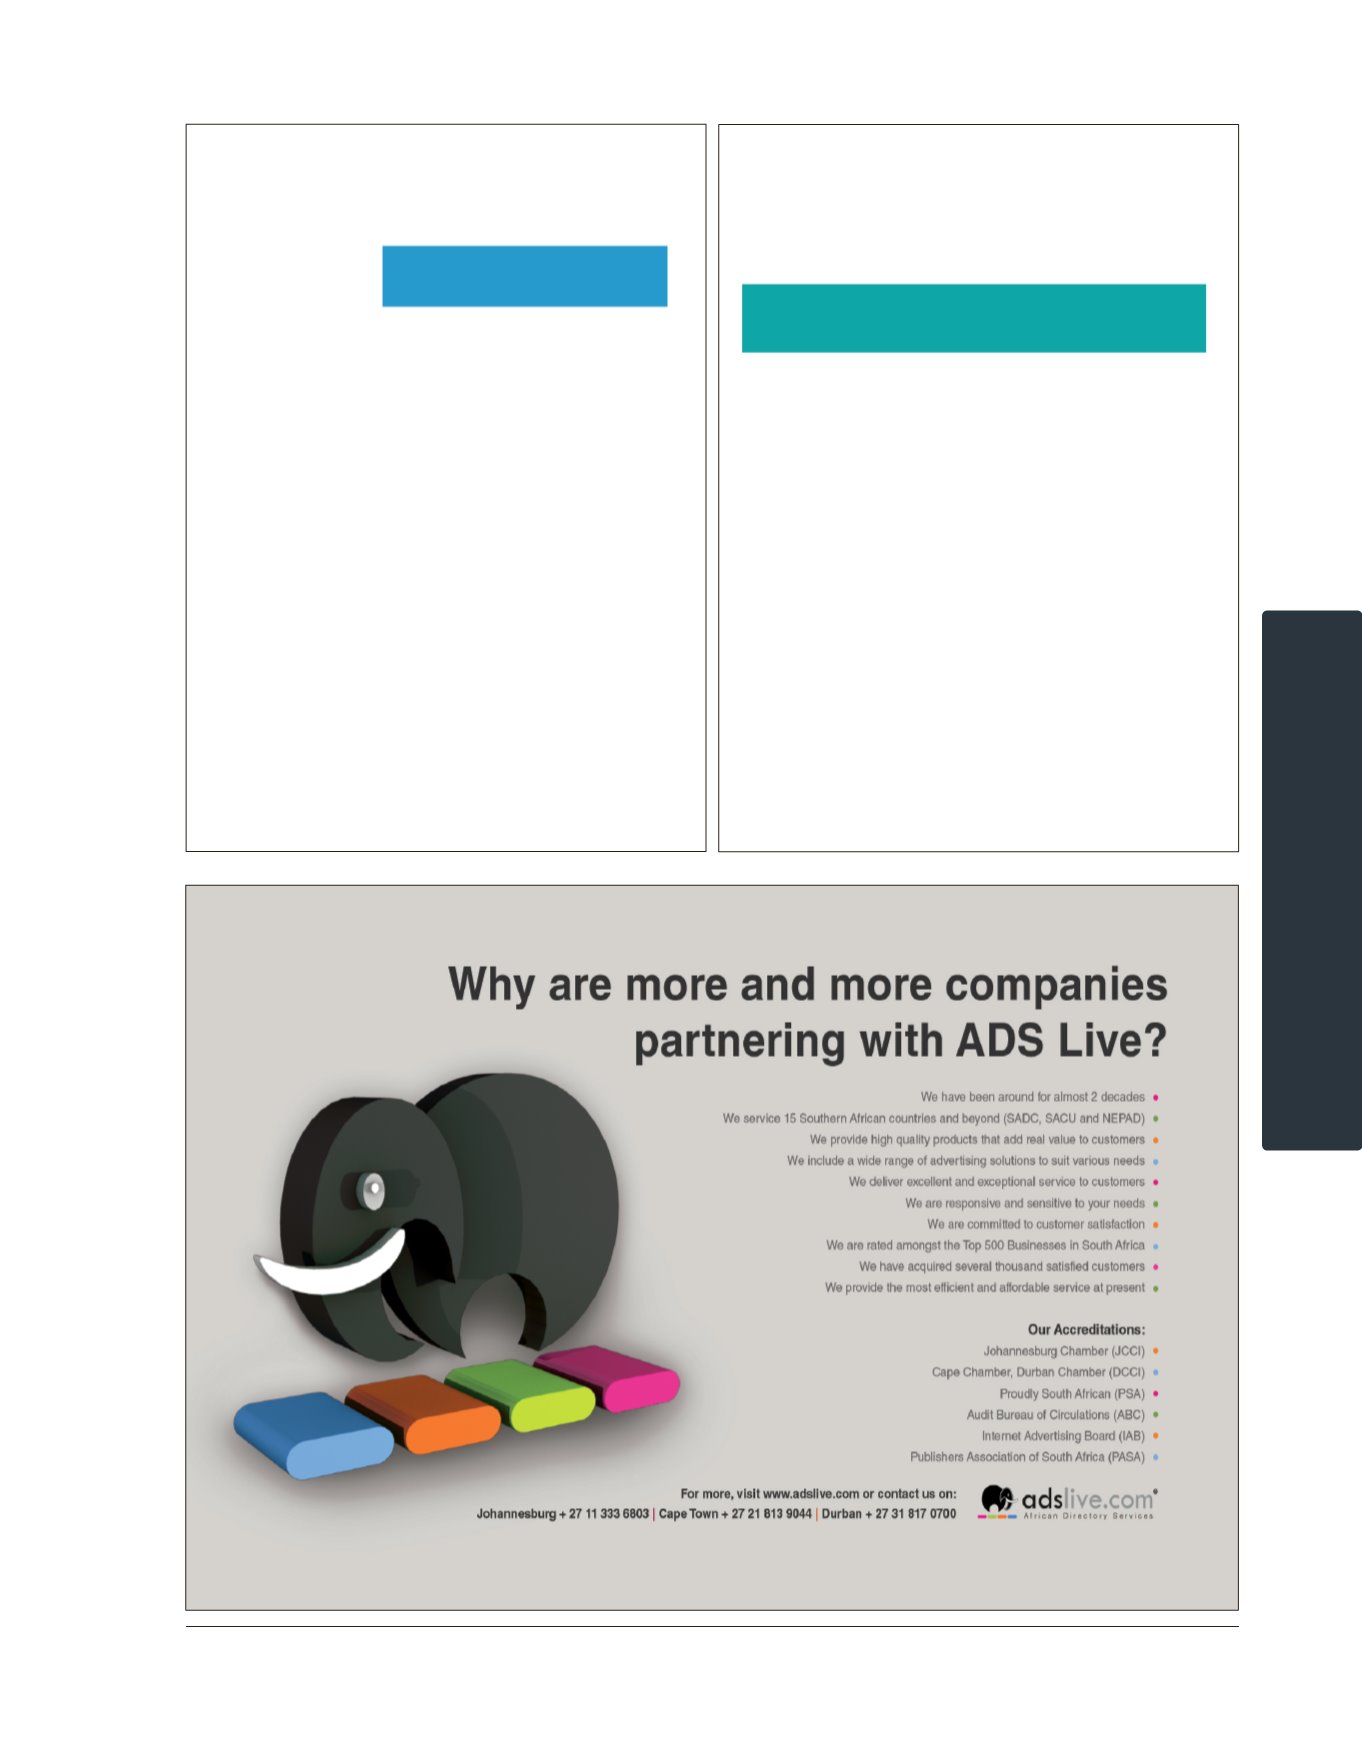 Why are more and more companies
partnering with ADS Live?
We have been around for almost 2 decades
We service 15 Southern African countries and beyond (SADC, SACU and NEPAD)
We provide high quality products that add real value to customers
We include a wide range of advertising solutions to suit various needs
We deliver excellent and exceptional service to customers
We are responsive and sensitive to your needs
We are committed to customer satisfaction
We are rated amongst the Top 500 Businesses in South Africa
We have acquired several thousand satisfied customers
We provide the most efficient and affordable service at present
Our Accreditations:
Johannesburg Chamber (JCCI)
Cape Chamber, Durban Chamber (DCCI)
Proudly South African (PSA)
Audit Bureau of Circulations (ABC)
Internet Advertising Board (IAB)
Publishers Association of South Africa (PASA)
For more, visit www.adslive.com or contact us on:
Johannesburg + 27 11 333 6803 | Cape Town + 27 21 813 9044 | Durban + 27 31 817 0700
adslive.com®
African Directory Services